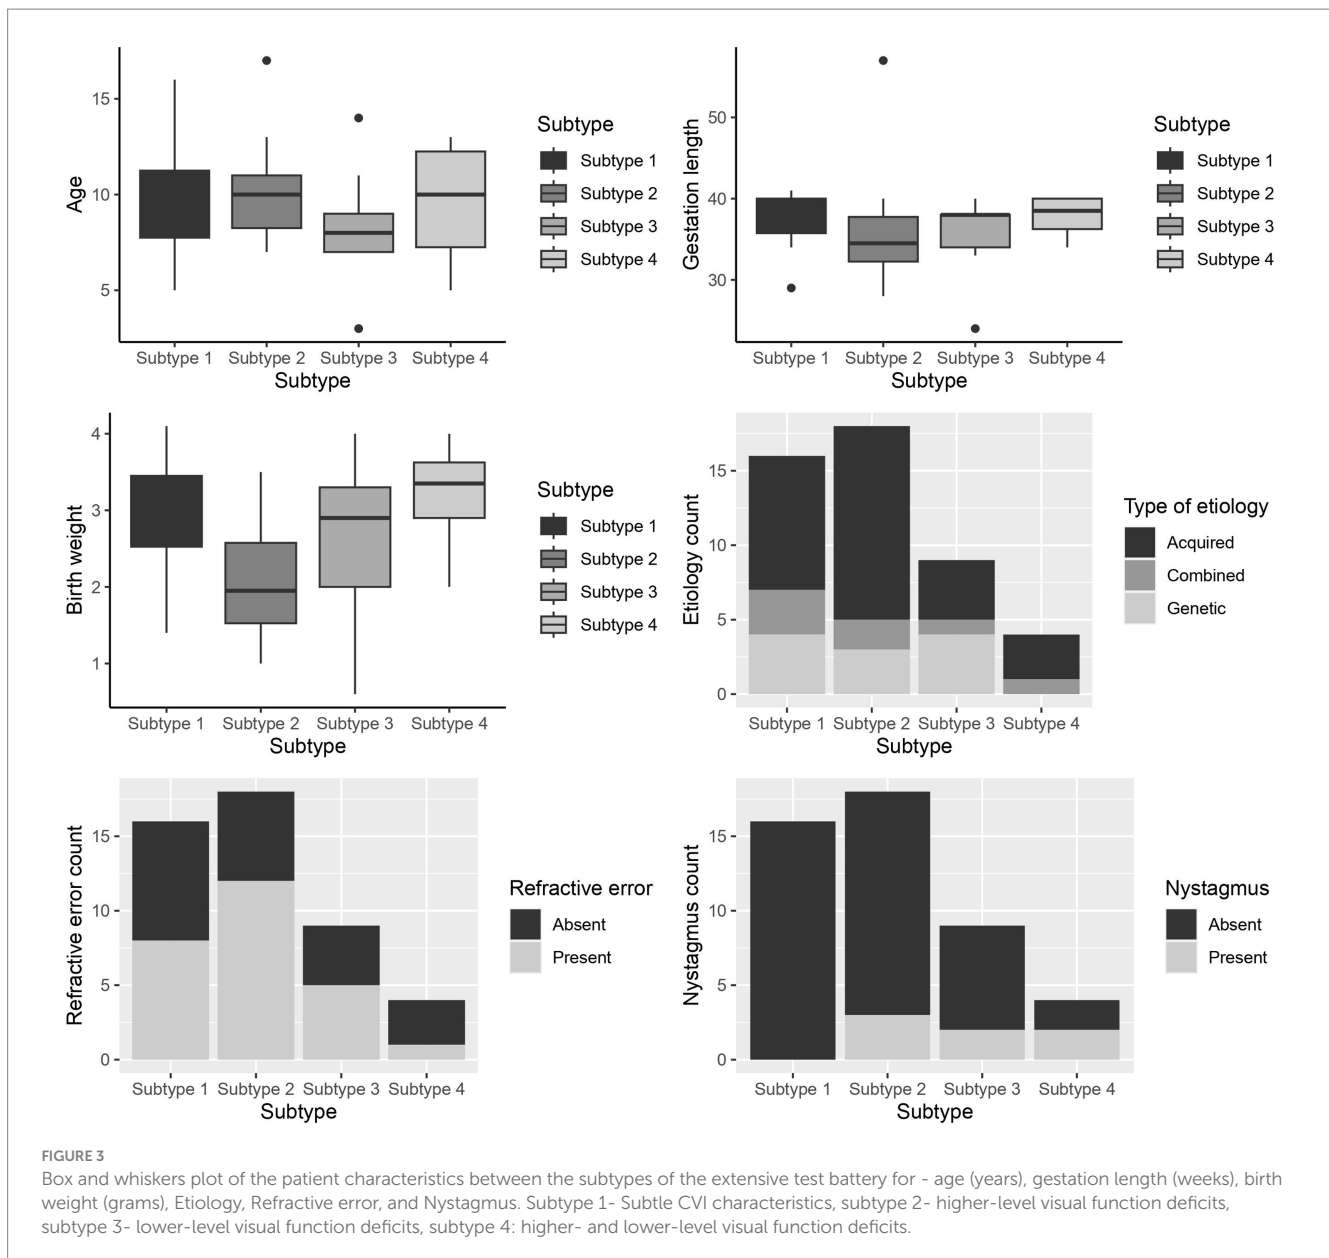 15
10
5
Age
Subtype 1 Subtype 2 Subtype 3 Subtype 4
Subtype
Subtype
Subtype 1
Subtype 2
Subtype 3
Subtype 4
50
40
30
Gestation length
Subtype 1 Subtype 2 Subtype 3 Subtype 4
Subtype
Subtype
Subtype 1
Subtype 2
Subtype 3
Subtype 4
4
3
2
1
Birth weight
Subtype 1 Subtype 2 Subtype 3 Subtype 4
Subtype
Subtype
Subtype 1
Subtype 2
Subtype 3
Subtype 4
15
10
5
0
Etiology count
Subtype 1 Subtype 2 Subtype 3 Subtype 4
Subtype
Type of etiology
Acquired
Combined
Genetic
15
10
5
0
Refractive error count
Subtype 1 Subtype 2 Subtype 3 Subtype 4
Subtype
Refractive error
Absent
Present
15
10
5
0
Nystagmus count
Subtype 1 Subtype 2 Subtype 3 Subtype 4
Subtype
Nystagmus
Absent
Present
FIGURE 3
Box and whiskers plot of the patient characteristics between the subtypes of the extensive test battery for - age (years), gestation length (weeks), birth
weight (grams), Etiology, Refractive error, and Nystagmus. Subtype 1- Subtle CVI characteristics, subtype 2- higher-level visual function deficits,
subtype 3- lower-level visual function deficits, subtype 4: higher- and lower-level visual function deficits.